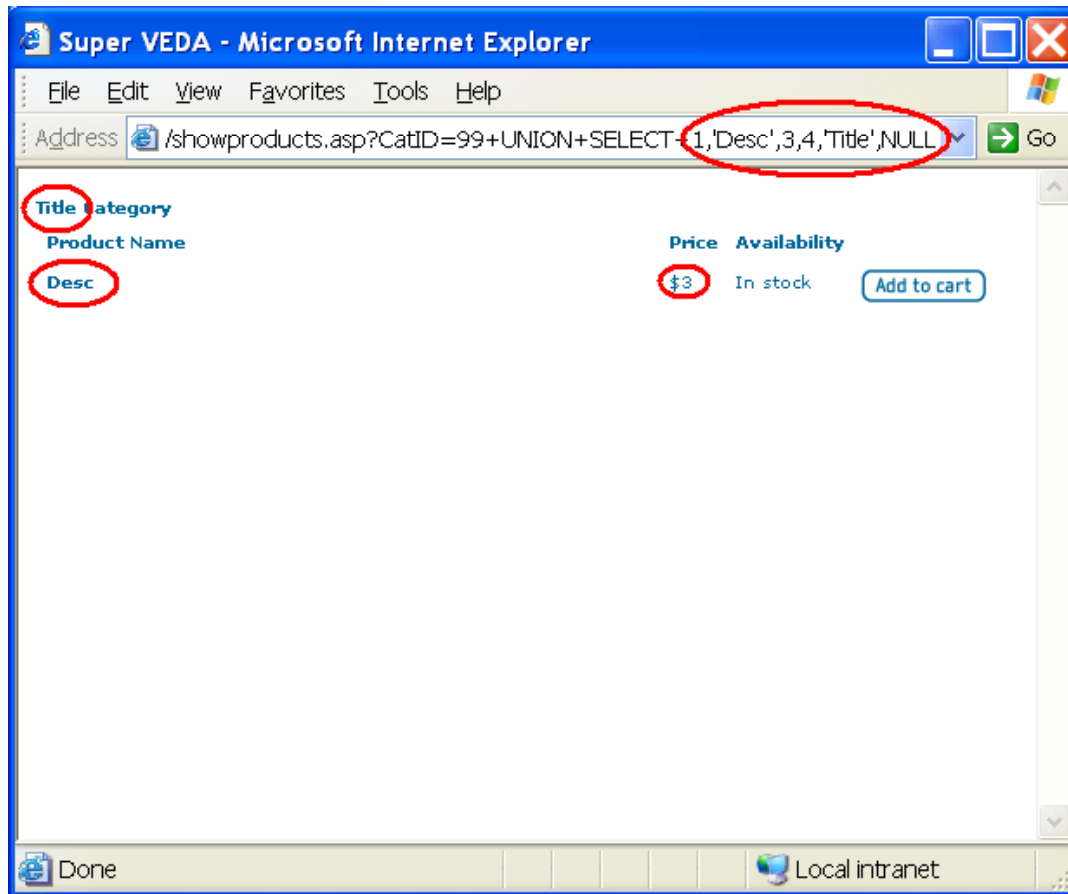 Super VEDA - Microsoft Internet Explorer
File Edit View Favorites Tools Help
Address /showproducts.asp?CatID=99+UNION+SELECT+1,'Desc',3,4,'Title',NULL Go
Title Category
Product Name Price Availability
Desc $3 In stock Add to cart
Done Local intranet